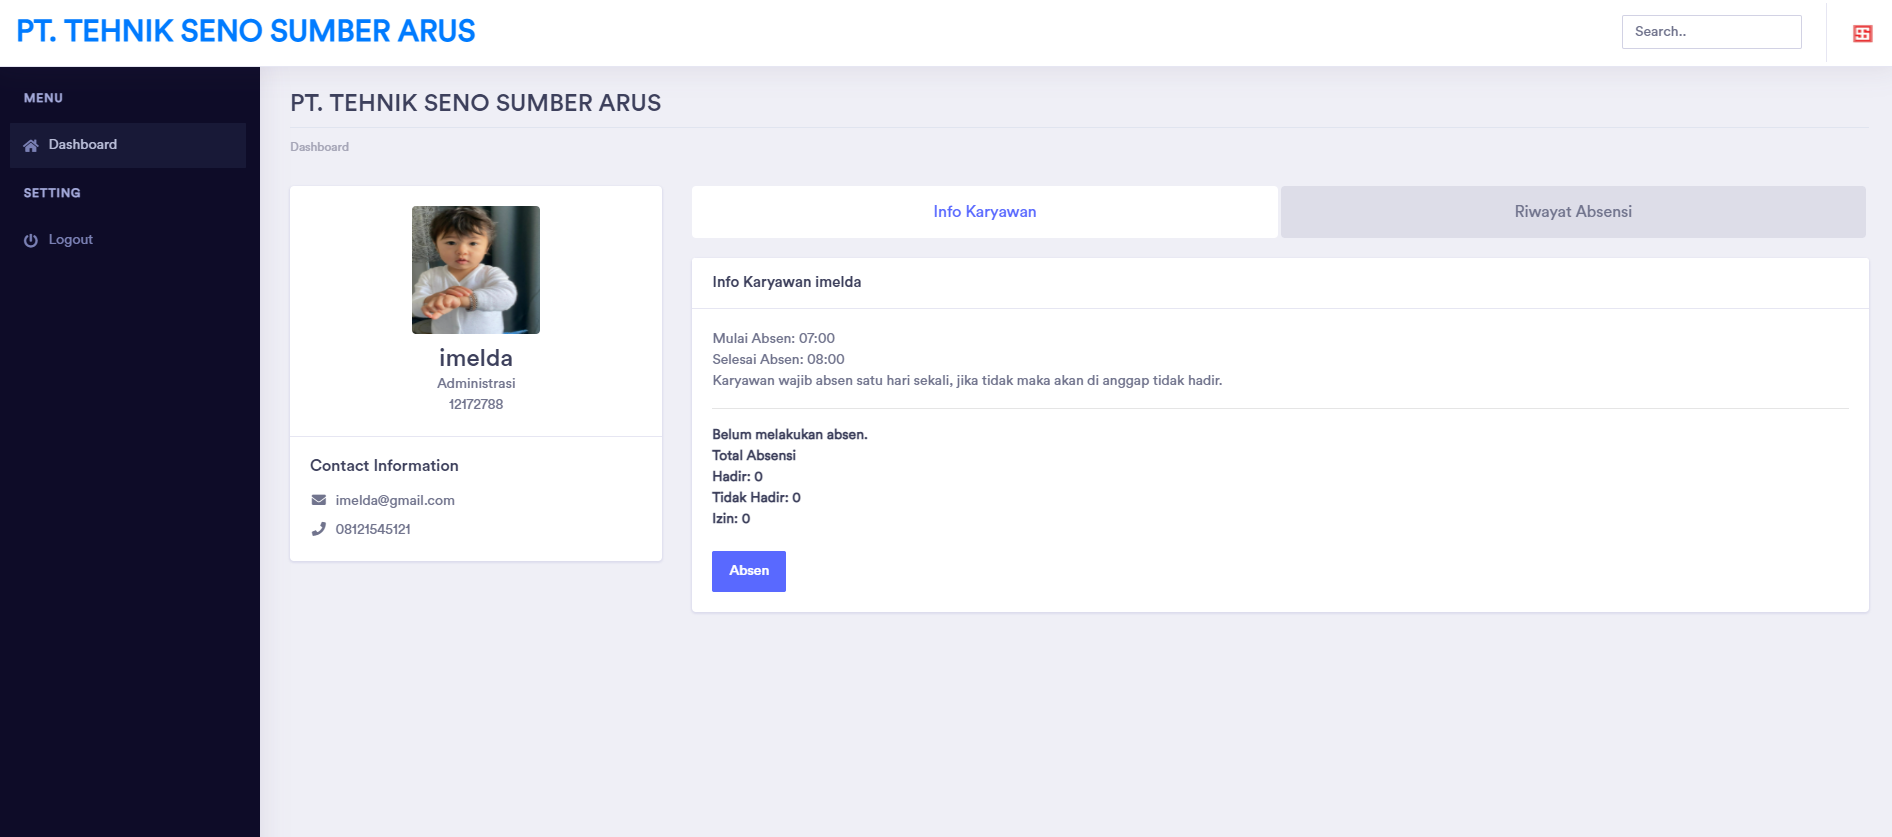 PT. TEHNIK SENO SUMBER ARUS
Search..
MENU
Dashboard
SETTING
Logout
PT. TEHNIK SENO SUMBER ARUS
Dashboard
imelda
Administrasi
12172788
Contact Information
imelda@gmail.com
08121545121
Info Karyawan
Riwayat Absensi
Info Karyawan imelda
Mulai Absen: 07:00
Selesai Absen: 08:00
Karyawan wajib absen satu hari sekali, jika tidak maka akan di anggap tidak hadir.
Belum melakukan absen.
Total Absensi
Hadir: 0
Tidak Hadir: 0
Izin: 0
Absen